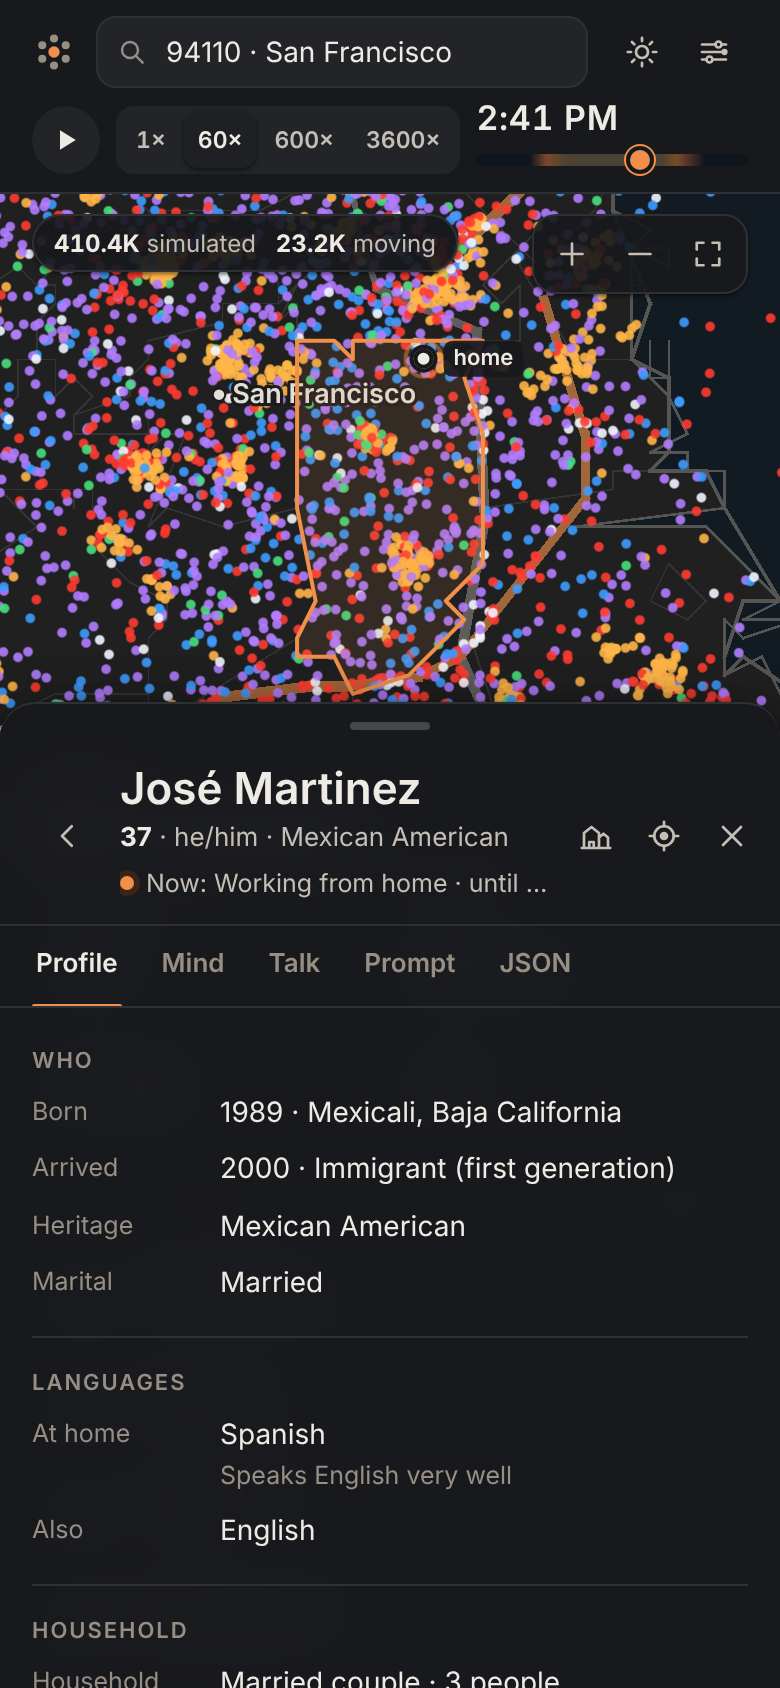 94110 · San Francisco
1× 60× 600× 3600×
2:41 PM
410.4K simulated 23.2K moving
home
San Francisco
José Martinez
37 · he/him · Mexican American
Now: Working from home · until ...
Profile Mind Talk Prompt JSON
WHO
Born 1989 · Mexicali, Baja California
Arrived 2000 · Immigrant (first generation)
Heritage Mexican American
Marital Married
LANGUAGES
At home Spanish
Speaks English very well
Also English
HOUSEHOLD
Household Married couple · 3 people